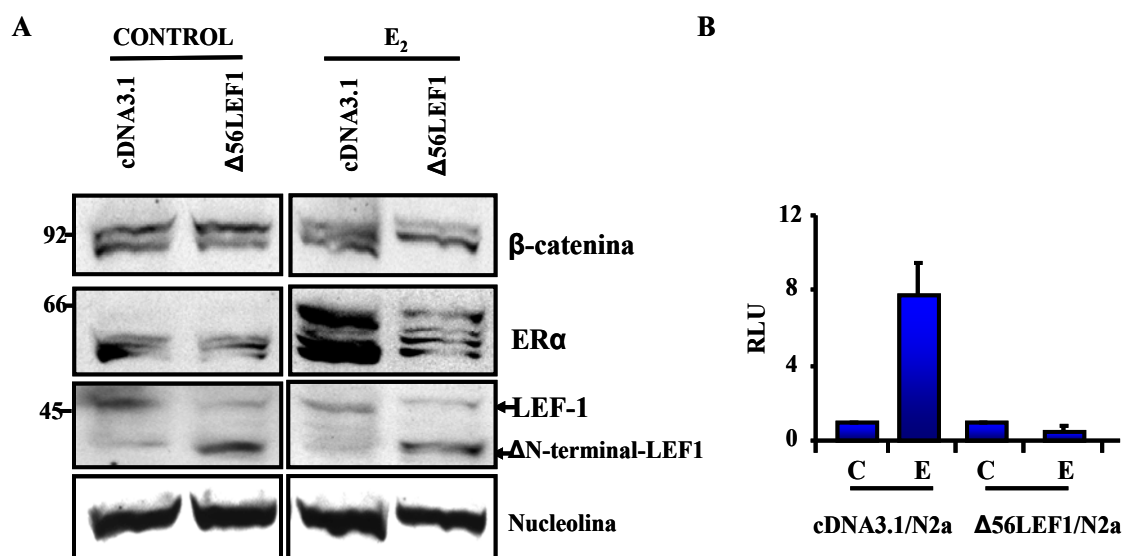 A
CONTROL
E2
cDNA3.1
Δ56LEF1
cDNA3.1
Δ56LEF1
92
β-catenina
66
ERα
45
LEF-1
ΔN-terminal-LEF1
Nucleolina
B
RLU
12
8
4
0
C E C E
cDNA3.1/N2a Δ56LEF1/N2a